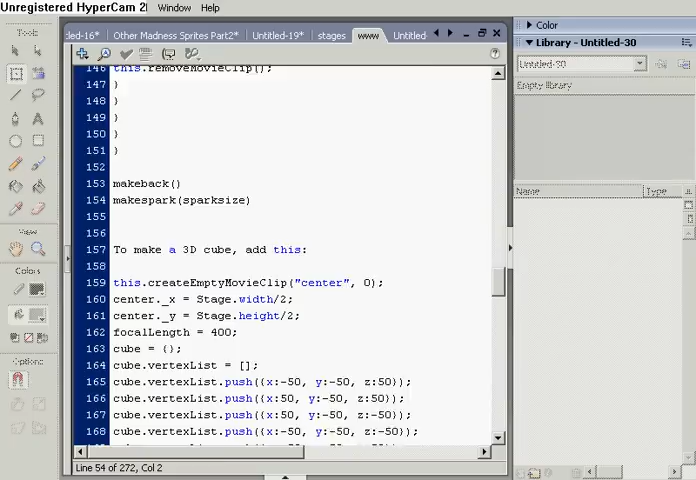 Unregistered HyperCam 2
Window Help
Tools
View
Colors
Options
led-16* Other Madness Sprites Part2* Untitled-19* stages www Untitled
146 this.removeMovieClip();
147 }
148 }
149 }
150 }
151 }
152
153 makeback()
154 makespark(sparksize)
155
156
157 To make a 3D cube, add this:
158
159 this.createEmptyMovieClip("center", 0);
160 center._x = Stage.width/2;
161 center._y = Stage.height/2;
162 focalLength = 400;
163 cube = {};
164 cube.vertexList = [];
165 cube.vertexList.push({x:-50, y:-50, z:50});
166 cube.vertexList.push({x:50, y:-50, z:50});
167 cube.vertexList.push({x:50, y:-50, z:-50});
168 cube.vertexList.push({x:-50, y:-50, z:-50});
Line 54 of 272, Col 2
Color
Library - Untitled-30
Untitled-30
Empty library
Name Type